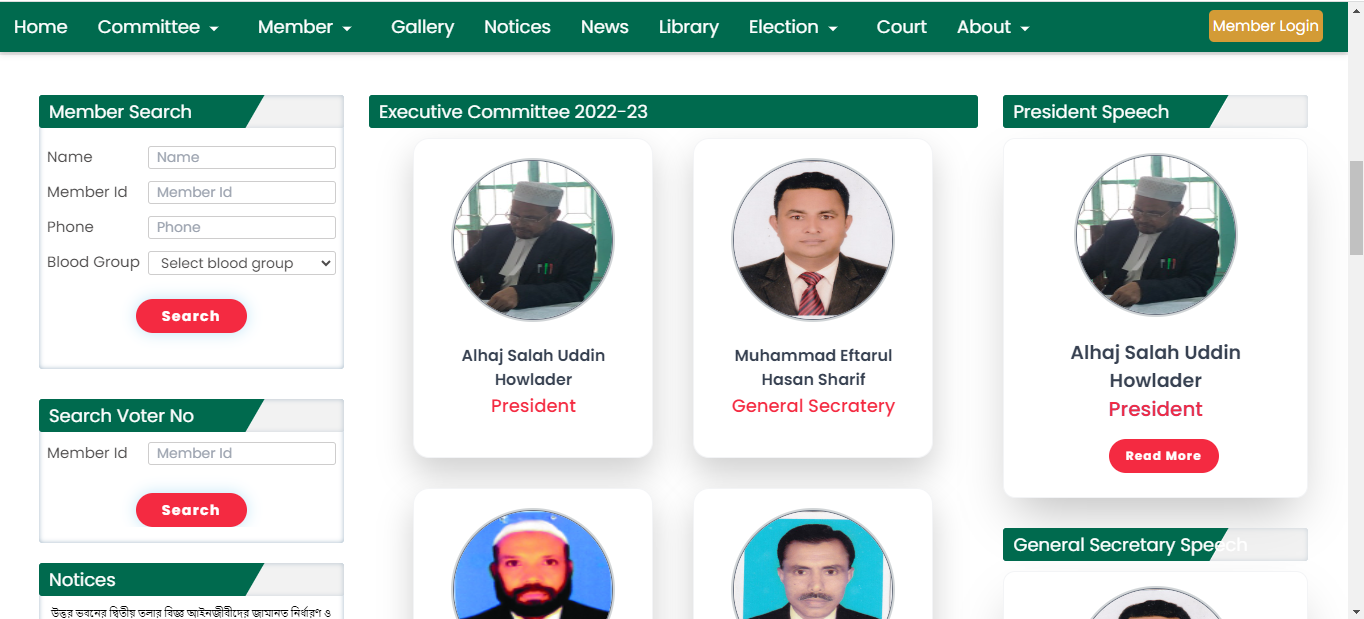 Home Committee Member Gallery Notices News Library Election Court About Member Login
Member Search
Name Name
Member Id Member Id
Phone Phone
Blood Group Select blood group
Search
Search Voter No
Member Id Member Id
Search
Notices
উত্তর ভবনের দ্বিতীয় তলার বিজ্ঞ আইনজীবীদের জামানত নির্ধারণ ও
Executive Committee 2022-23
Alhaj Salah Uddin
Howlader
President
Muhammad Eftarul
Hasan Sharif
General Secratery
President Speech
Alhaj Salah Uddin
Howlader
President
Read More
General Secretary Speech